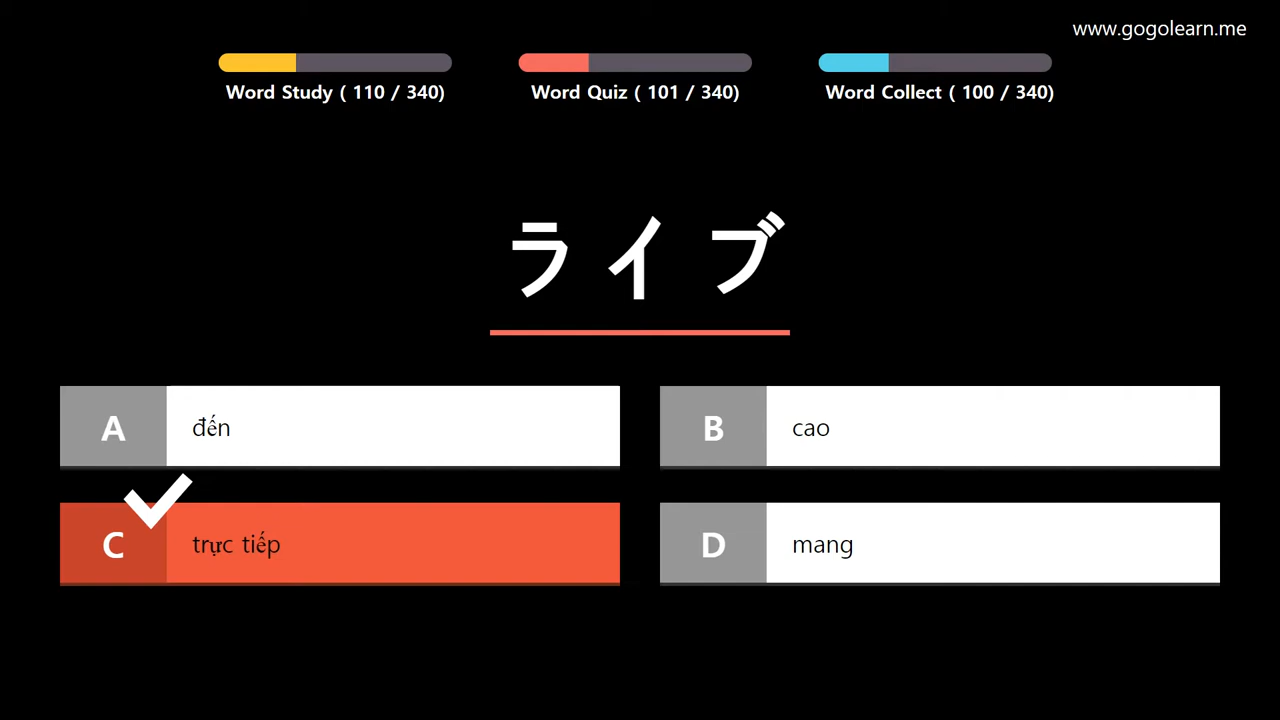 www.gogolearn.me
Word Study ( 110 / 340)
Word Quiz ( 101 / 340)
Word Collect ( 100 / 340)
ライブ
A đến
B cao
C trực tiếp
D mang